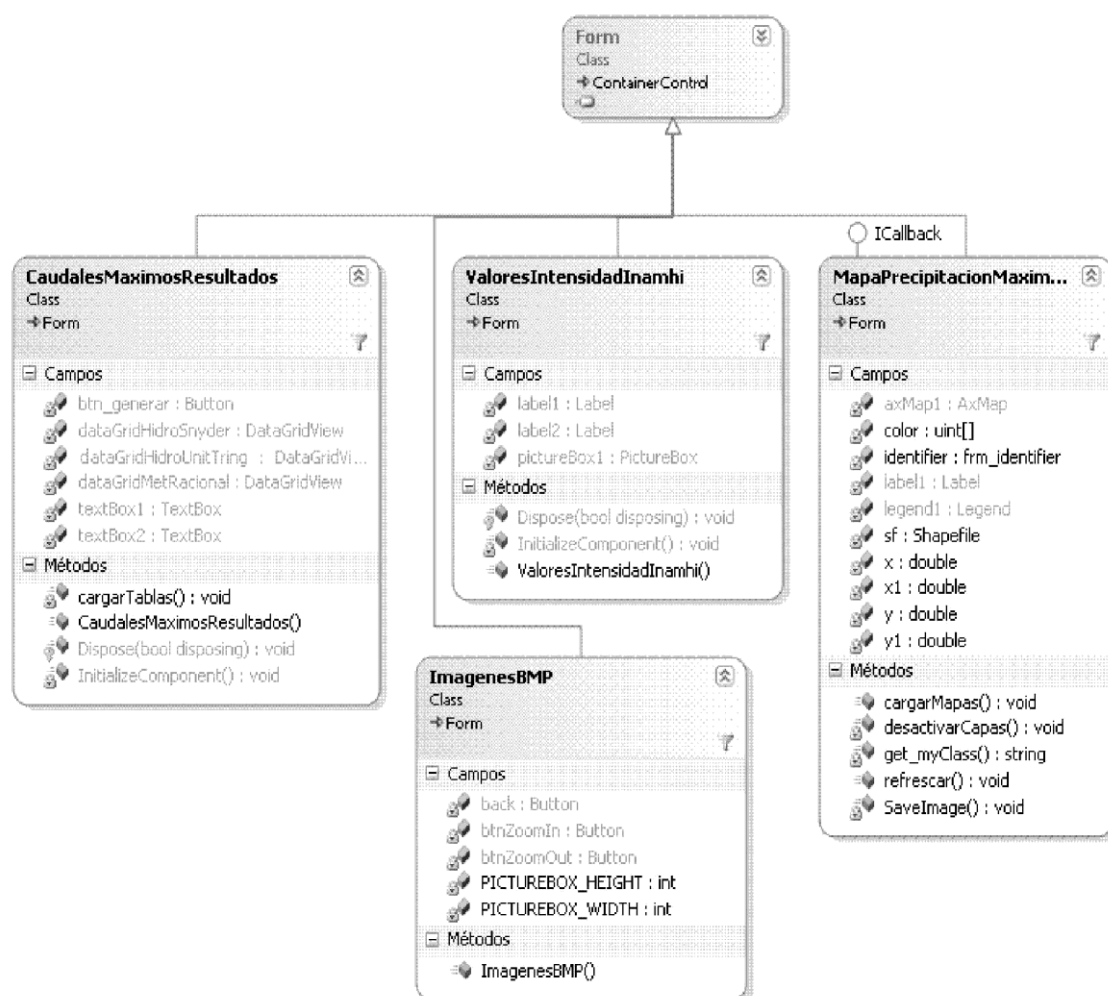 Form
Class
ContainerControl
ICallback
CaudalesMaximosResultados
Class
Form
Campos
btn_generar : Button
dataGridHidroSnyder : DataGridView
dataGridHidroUnitTring : DataGridVi...
dataGridMetRacional : DataGridView
textBox1 : TextBox
textBox2 : TextBox
Métodos
cargarTablas() : void
CaudalesMaximosResultados()
Dispose(bool disposing) : void
InitializeComponent() : void
ValoresIntensidadInamhi
Class
Form
Campos
label1 : Label
label2 : Label
pictureBox1 : PictureBox
Métodos
Dispose(bool disposing) : void
InitializeComponent() : void
ValoresIntensidadInamhi()
MapaPrecipitacionMaxim...
Class
Form
Campos
axMap1 : AxMap
color : uint[]
identifier : frm_identifier
label1 : Label
legend1 : Legend
sf : Shapefile
x : double
x1 : double
y : double
y1 : double
Métodos
cargarMapas() : void
desactivarCapas() : void
get_myClass() : string
refrescar() : void
SaveImage() : void
ImagenesBMP
Class
Form
Campos
back : Button
btnZoomIn : Button
btnZoomOut : Button
PICTUREBOX_HEIGHT : int
PICTUREBOX_WIDTH : int
Métodos
ImagenesBMP()